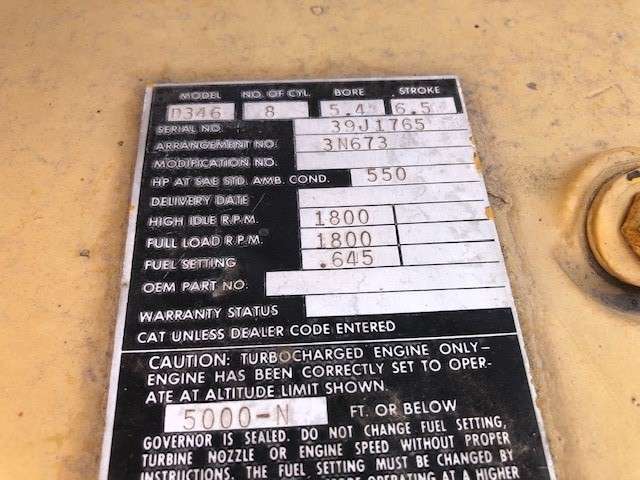 MODEL NO. OF CYL. BORE STROKE
D346 8 5.4 6.5
SERIAL NO. 39J1765
ARRANGEMENT NO. 3N673
MODIFICATION NO.
HP AT SAE STD. AMB. COND. 550
DELIVERY DATE
HIGH IDLE R.P.M. 1800
FULL LOAD R.P.M. 1800
FUEL SETTING .645
OEM PART NO.
WARRANTY STATUS
CAT UNLESS DEALER CODE ENTERED
CAUTION: TURBOCHARGED ENGINE ONLY—
ENGINE HAS BEEN CORRECTLY SET TO OPER-
ATE AT ALTITUDE LIMIT SHOWN.
5000-N FT. OR BELOW
GOVERNOR IS SEALED. DO NOT CHANGE FUEL SETTING,
TURBINE NOZZLE OR ENGINE SPEED WITHOUT PROPER
INSTRUCTIONS. THE FUEL SETTING MUST BE CHANGED BY
OPERATING AT A HIGHER